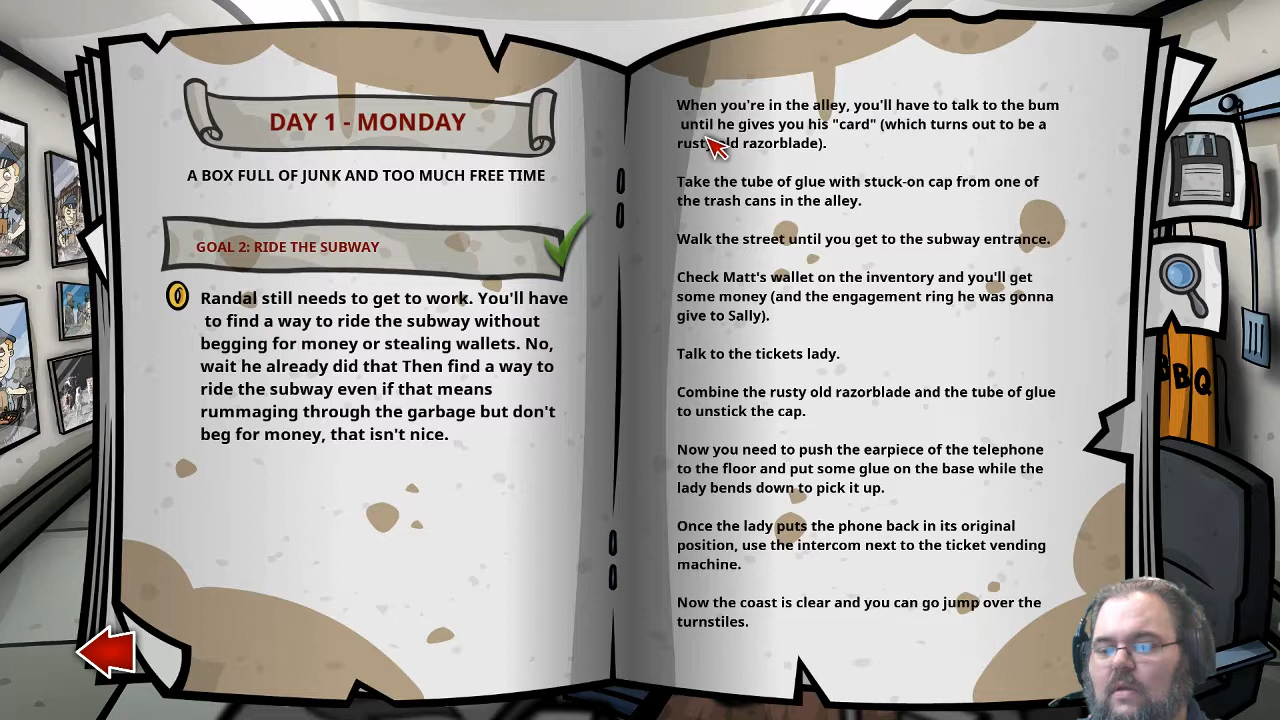 DAY 1 - MONDAY
A BOX FULL OF JUNK AND TOO MUCH FREE TIME
GOAL 2: RIDE THE SUBWAY
Randal still needs to get to work. You'll have
to find a way to ride the subway without
begging for money or stealing wallets. No,
wait he already did that Then find a way to
ride the subway even if that means
rummaging through the garbage but don't
beg for money, that isn't nice.
When you're in the alley, you'll have to talk to the bum
until he gives you his "card" (which turns out to be a
rusty old razorblade).
Take the tube of glue with stuck-on cap from one of
the trash cans in the alley.
Walk the street until you get to the subway entrance.
Check Matt's wallet on the inventory and you'll get
some money (and the engagement ring he was gonna
give to Sally).
Talk to the tickets lady.
Combine the rusty old razorblade and the tube of glue
to unstick the cap.
Now you need to push the earpiece of the telephone
to the floor and put some glue on the base while the
lady bends down to pick it up.
Once the lady puts the phone back in its original
position, use the intercom next to the ticket vending
machine.
Now the coast is clear and you can go jump over the
turnstiles.
BBQ